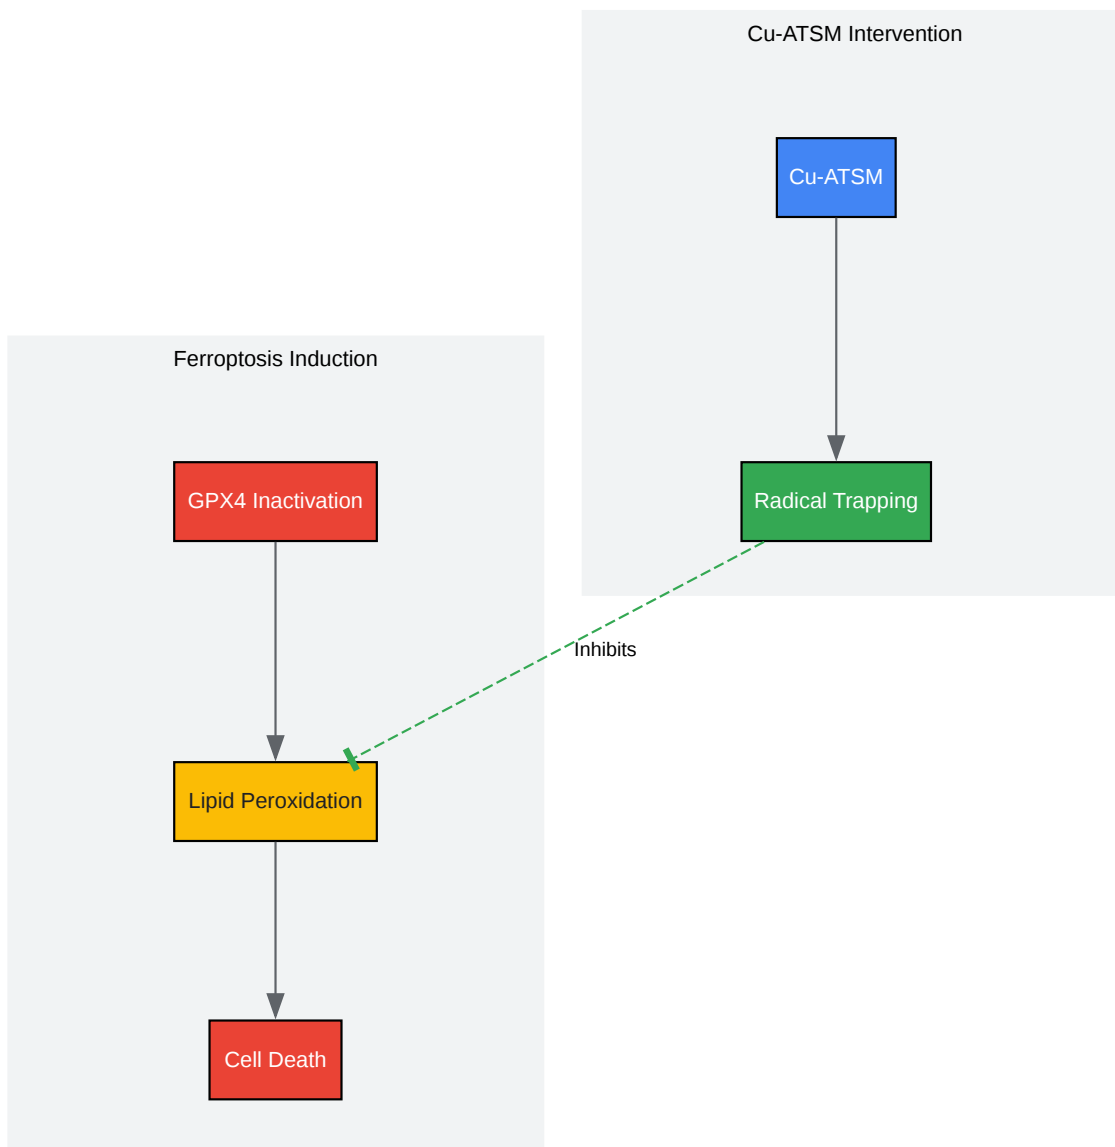 Cu-ATSM Intervention
Cu-ATSM
Ferroptosis Induction
GPX4 Inactivation
Radical Trapping
Inhibits
Lipid Peroxidation
Cell Death